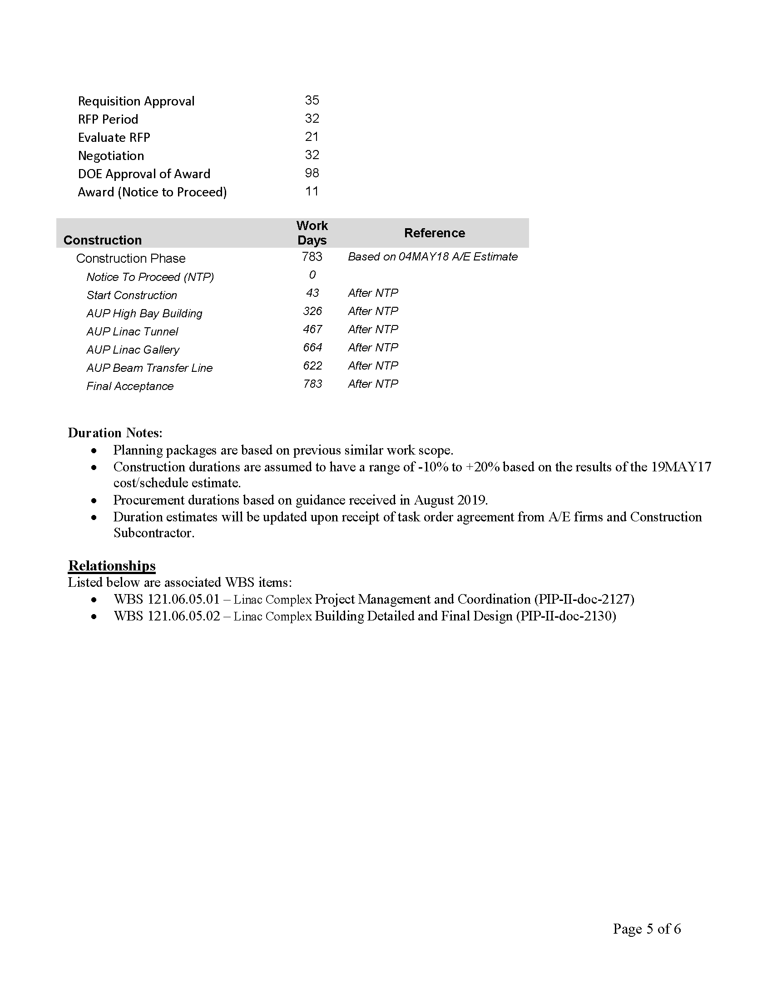 Requisition Approval 35
RFP Period 32
Evaluate RFP 21
Negotiation 32
DOE Approval of Award 98
Award (Notice to Proceed) 11
Construction Work Days Reference
Construction Phase 783 Based on 04MAY18 A/E Estimate
Notice To Proceed (NTP) 0
Start Construction 43 After NTP
AUP High Bay Building 326 After NTP
AUP Linac Tunnel 467 After NTP
AUP Linac Gallery 664 After NTP
AUP Beam Transfer Line 622 After NTP
Final Acceptance 783 After NTP
Duration Notes:
• Planning packages are based on previous similar work scope.
• Construction durations are assumed to have a range of -10% to +20% based on the results of the 19MAY17
cost/schedule estimate.
• Procurement durations based on guidance received in August 2019.
• Duration estimates will be updated upon receipt of task order agreement from A/E firms and Construction
Subcontractor.
Relationships
Listed below are associated WBS items:
• WBS 121.06.05.01 – Linac Complex Project Management and Coordination (PIP-II-doc-2127)
• WBS 121.06.05.02 – Linac Complex Building Detailed and Final Design (PIP-II-doc-2130)
Page 5 of 6